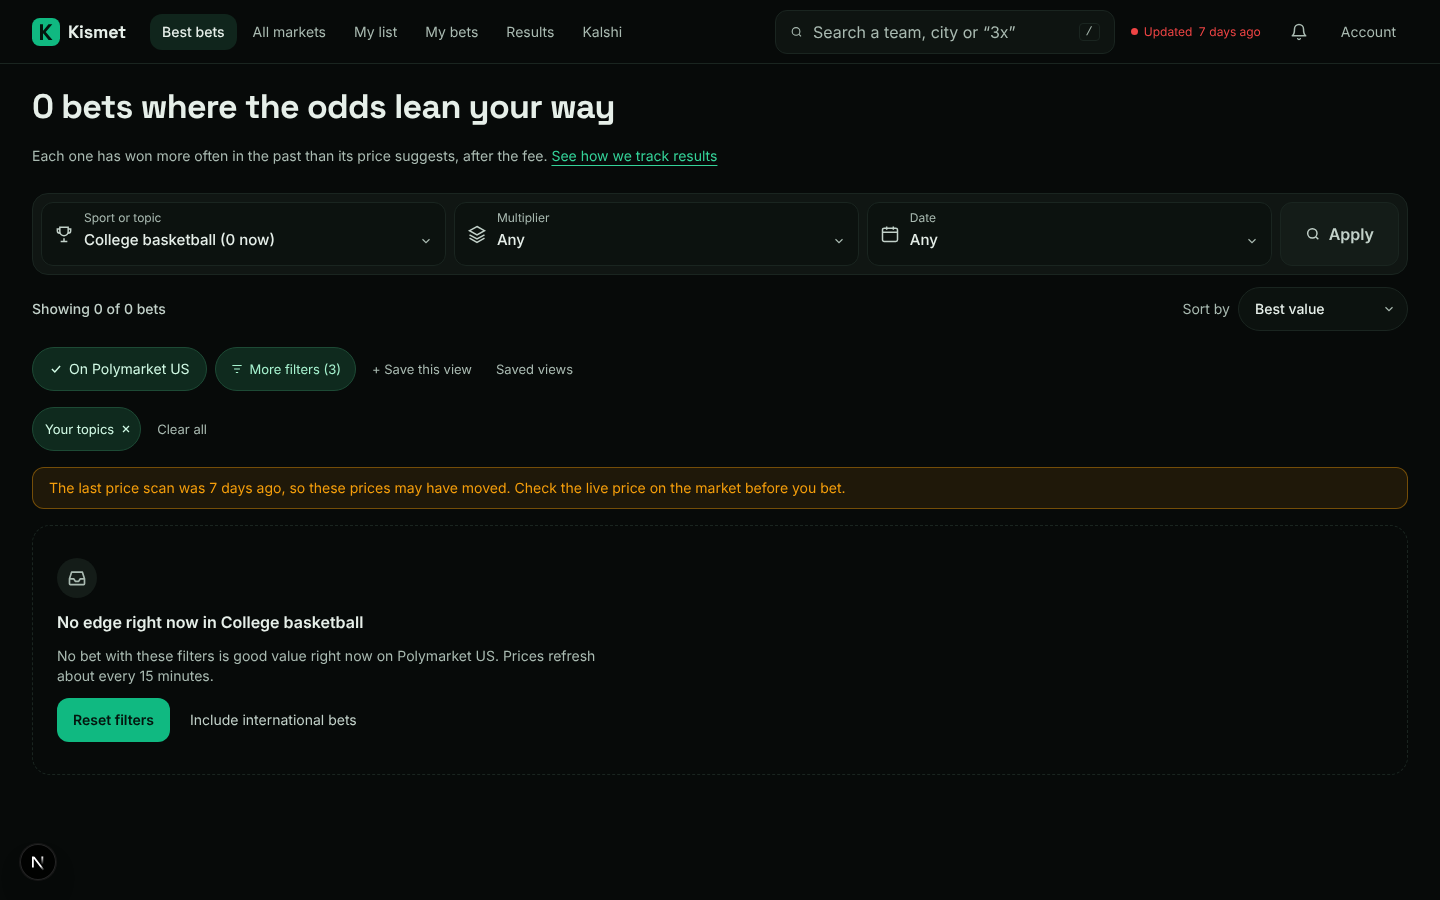 Kismet
Best bets
All markets
My list
My bets
Results
Kalshi
Search a team, city or “3x”
/
Updated 7 days ago
Account
0 bets where the odds lean your way
Each one has won more often in the past than its price suggests, after the fee. See how we track results
Sport or topic
College basketball (0 now)
Multiplier
Any
Date
Any
Apply
Showing 0 of 0 bets
Sort by
Best value
On Polymarket US
More filters (3)
+ Save this view
Saved views
Your topics ×
Clear all
The last price scan was 7 days ago, so these prices may have moved. Check the live price on the market before you bet.
No edge right now in College basketball
No bet with these filters is good value right now on Polymarket US. Prices refresh
about every 15 minutes.
Reset filters
Include international bets